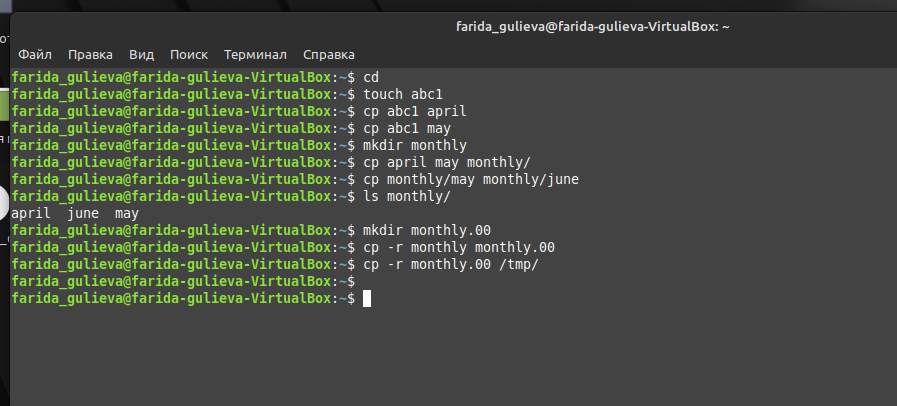 farida_gulieva@farida-gulieva-VirtualBox: ~
Файл Правка Вид Поиск Терминал Справка
farida_gulieva@farida-gulieva-VirtualBox:~$ cd
farida_gulieva@farida-gulieva-VirtualBox:~$ touch abc1
farida_gulieva@farida-gulieva-VirtualBox:~$ cp abc1 april
farida_gulieva@farida-gulieva-VirtualBox:~$ cp abc1 may
farida_gulieva@farida-gulieva-VirtualBox:~$ mkdir monthly
farida_gulieva@farida-gulieva-VirtualBox:~$ cp april may monthly/
farida_gulieva@farida-gulieva-VirtualBox:~$ cp monthly/may monthly/june
farida_gulieva@farida-gulieva-VirtualBox:~$ ls monthly/
april june may
farida_gulieva@farida-gulieva-VirtualBox:~$ mkdir monthly.00
farida_gulieva@farida-gulieva-VirtualBox:~$ cp -r monthly monthly.00
farida_gulieva@farida-gulieva-VirtualBox:~$ cp -r monthly.00 /tmp/
farida_gulieva@farida-gulieva-VirtualBox:~$
farida_gulieva@farida-gulieva-VirtualBox:~$